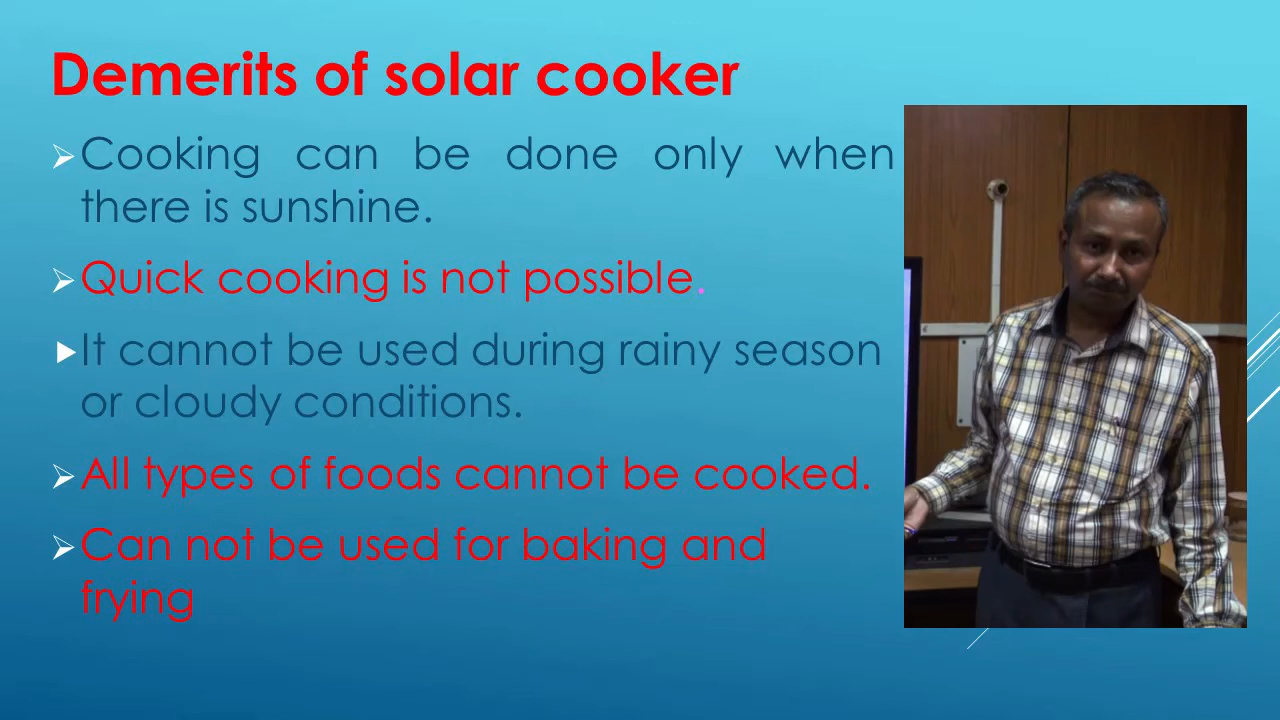 Demerits of solar cooker
Cooking can be done only when
there is sunshine.
Quick cooking is not possible.
It cannot be used during rainy season
or cloudy conditions.
All types of foods cannot be cooked.
Can not be used for baking and
frying